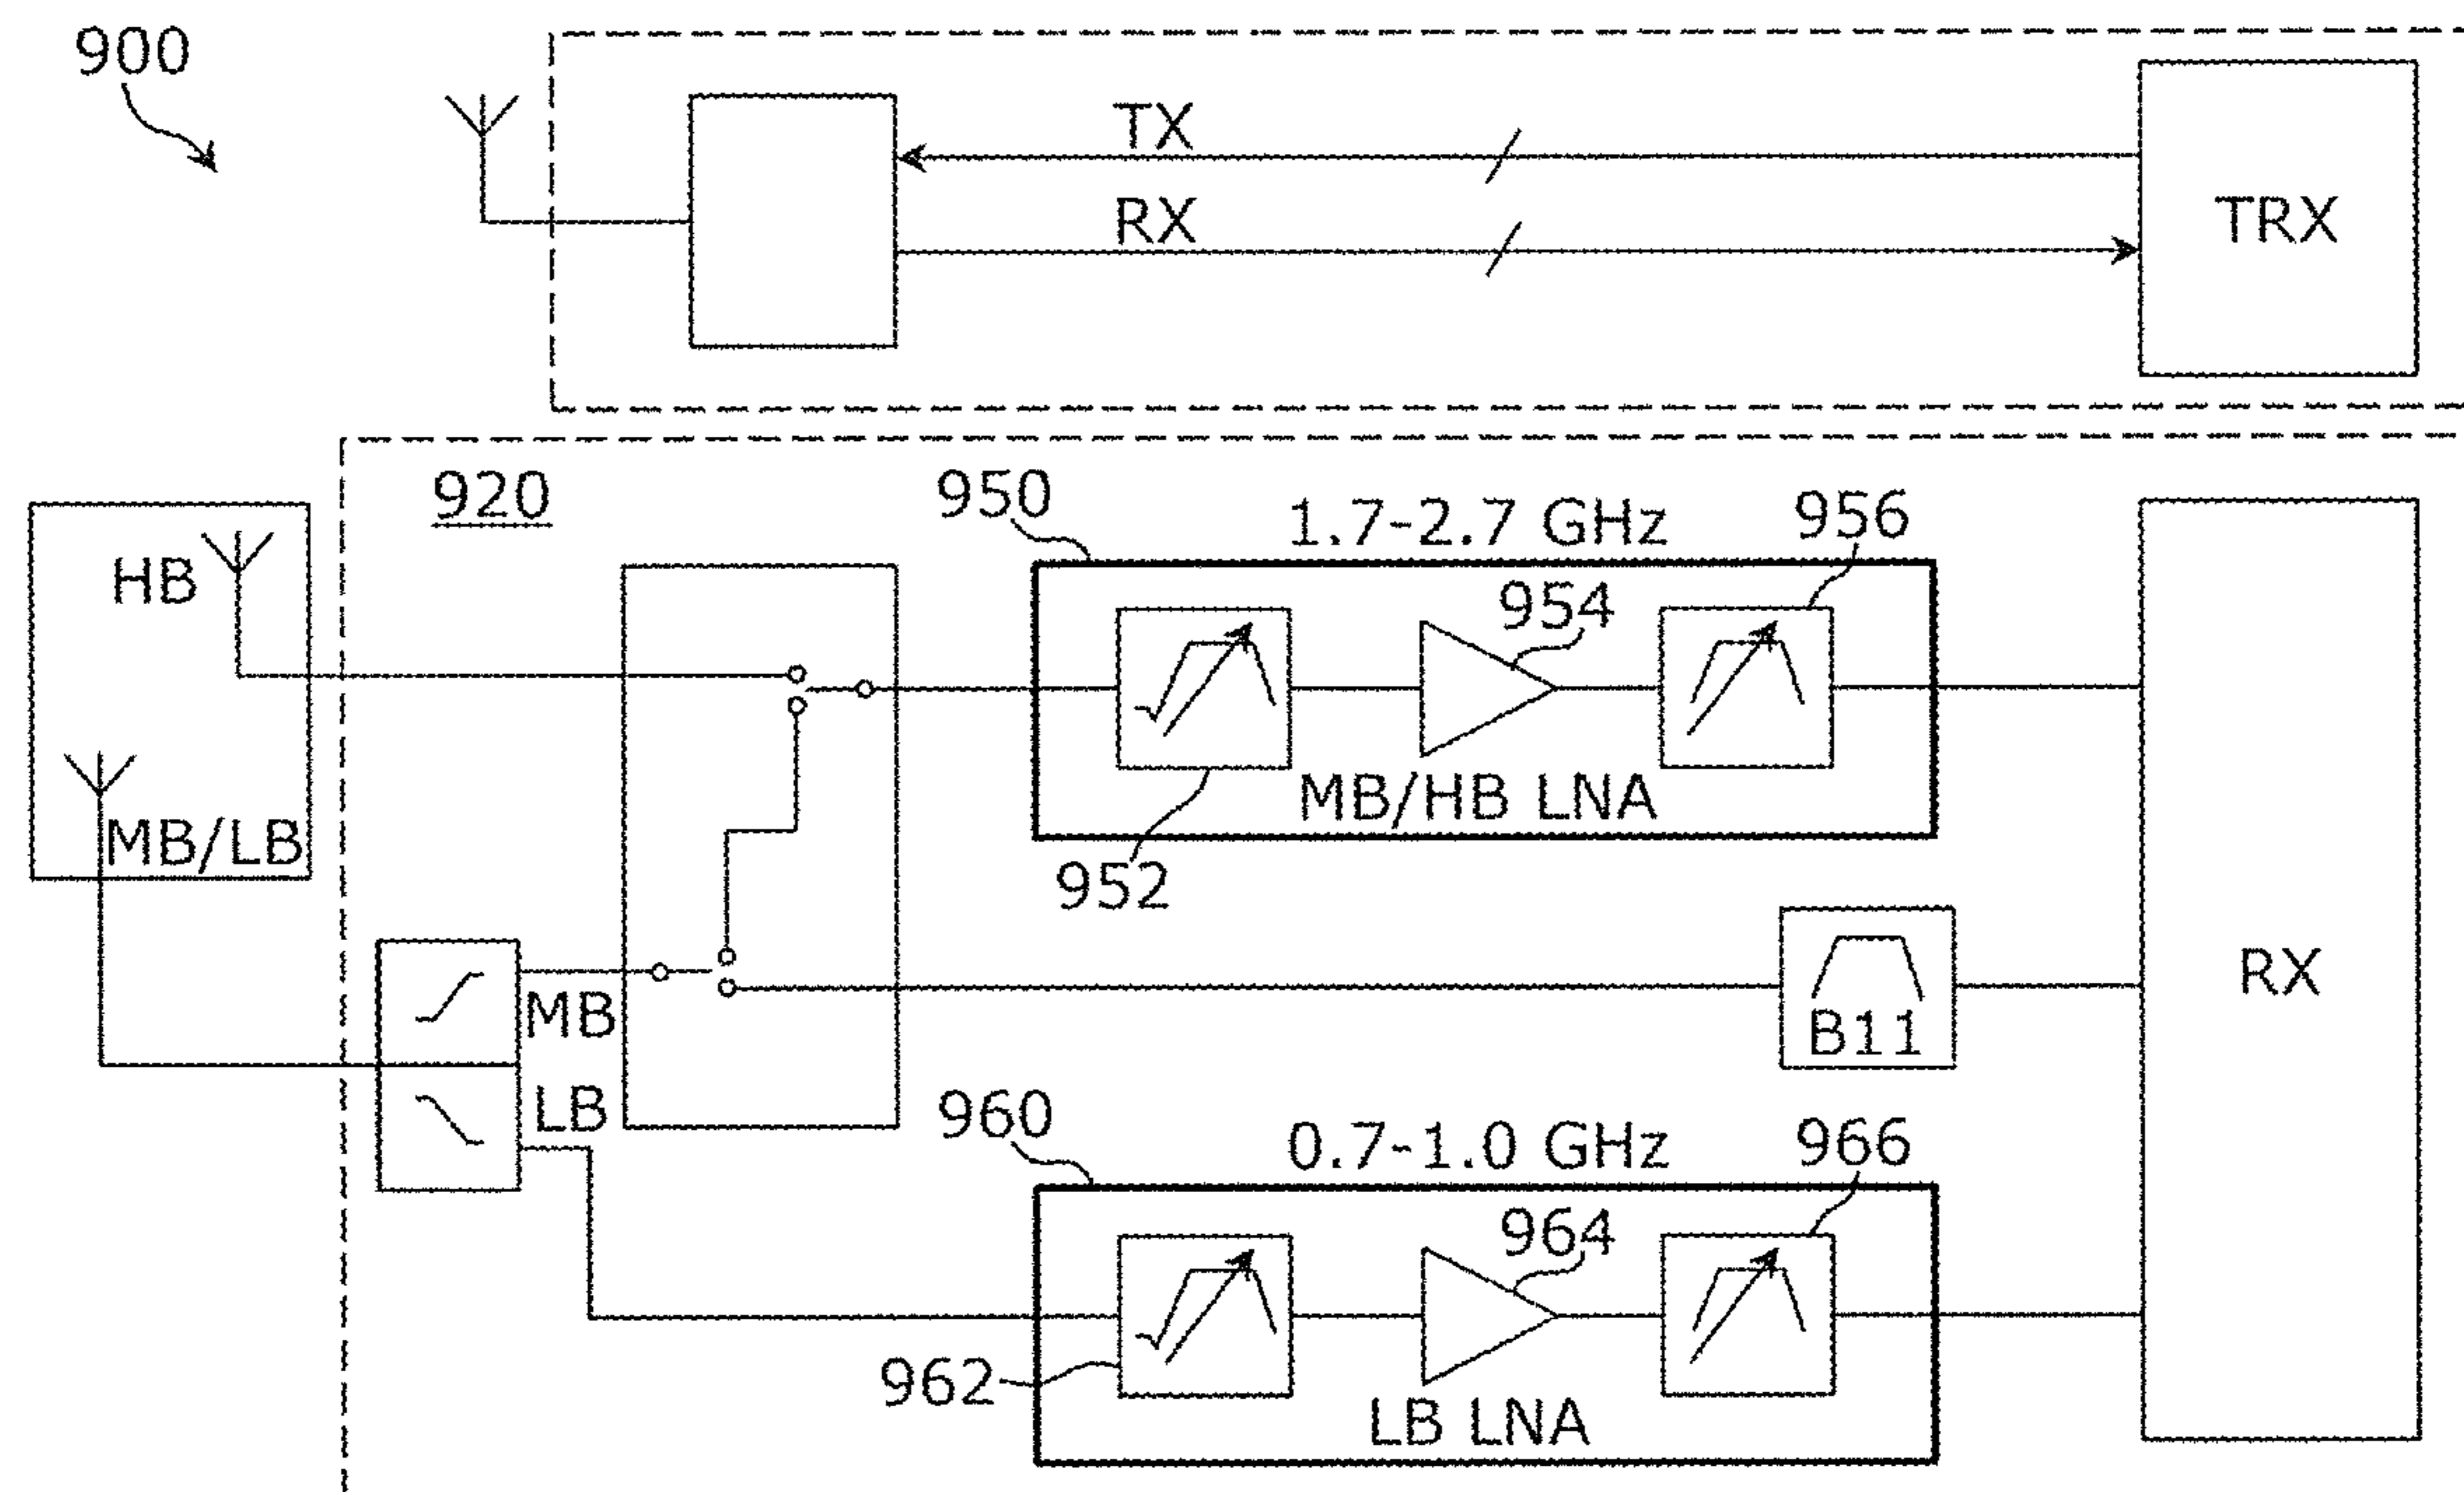 900
TX
RX
TRX
920
950
1.7-2.7 GHz
956
HB
954
MB/HB LNA
MB/LB
952
RX
MB
B11
LB
960
0.7-1.0 GHz
966
964
962
LB LNA